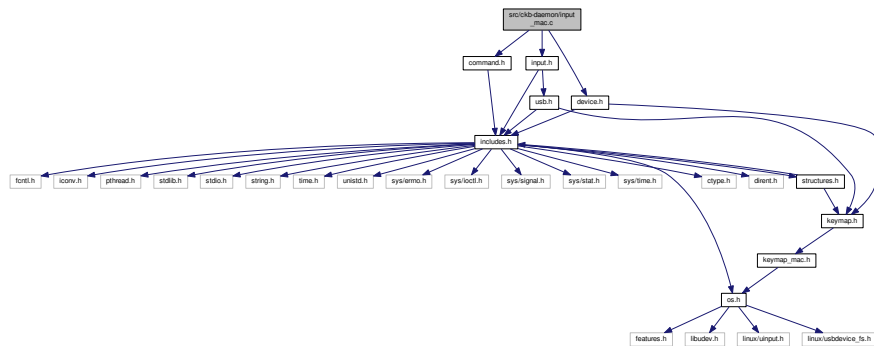 src/ckb-daemon/input
_mac.c
command.h
input.h
usb.h
device.h
includes.h
fcntl.h
iconv.h
pthread.h
stdlib.h
stdio.h
string.h
time.h
unistd.h
sys/errno.h
sys/ioctl.h
sys/signal.h
sys/stat.h
sys/time.h
ctype.h
dirent.h
structures.h
keymap.h
keymap_mac.h
os.h
features.h
libudev.h
linux/uinput.h
linux/usbdevice_fs.h